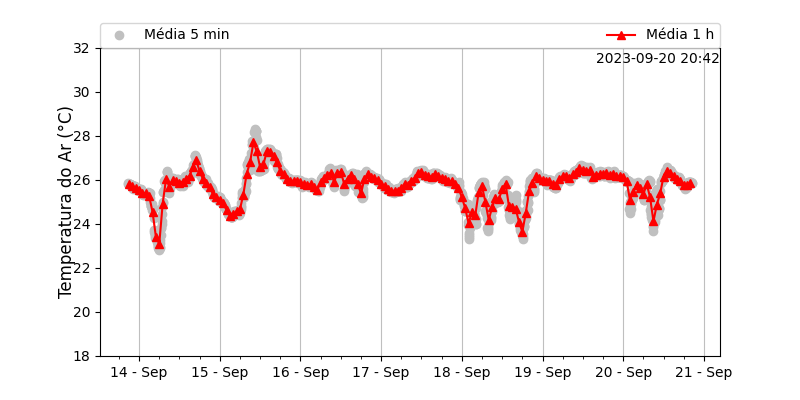 Média 5 min
Média 1 h
2023-09-20 20:42
Temperatura do Ar (°C)
32
30
28
26
24
22
20
18
14 - Sep
15 - Sep
16 - Sep
17 - Sep
18 - Sep
19 - Sep
20 - Sep
21 - Sep